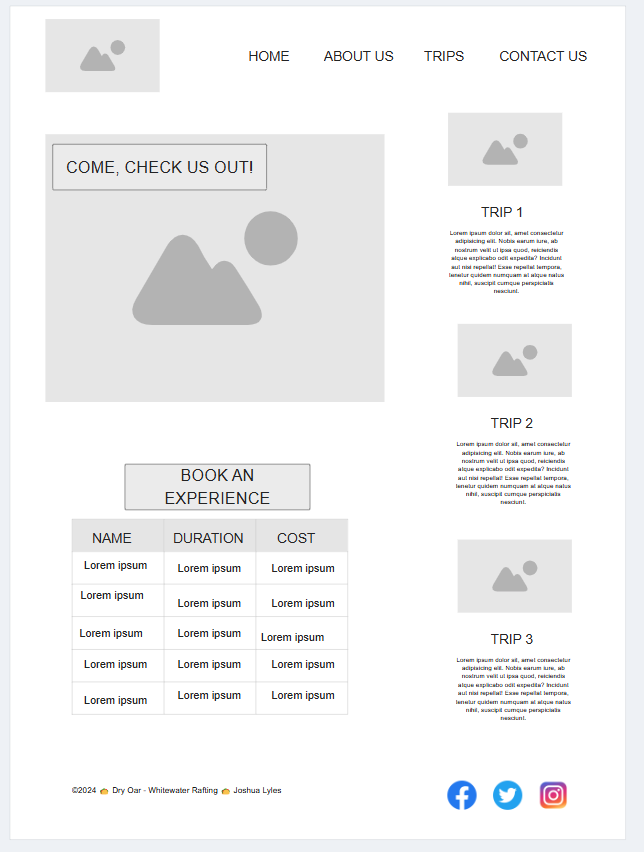 HOME ABOUT US TRIPS CONTACT US
COME, CHECK US OUT!
TRIP 1
Lorem ipsum dolor sit, amet consectetur
adipisicing elit. Nobis earum iure, ab
nostrum velit ut ipsa quod, reiciendis
atque explicabo odit expedita? Incidunt
aut nisi repellat! Esse repellat tempora,
tenetur quidem numquam at atque natus
nihil, suscipit cumque perspiciatis
nesciunt.
TRIP 2
Lorem ipsum dolor sit, amet consectetur
adipisicing elit. Nobis earum iure, ab
nostrum velit ut ipsa quod, reiciendis
atque explicabo odit expedita? Incidunt
aut nisi repellat! Esse repellat tempora,
tenetur quidem numquam at atque natus
nihil, suscipit cumque perspiciatis
nesciunt.
TRIP 3
Lorem ipsum dolor sit, amet consectetur
adipisicing elit. Nobis earum iure, ab
nostrum velit ut ipsa quod, reiciendis
atque explicabo odit expedita? Incidunt
aut nisi repellat! Esse repellat tempora,
tenetur quidem numquam at atque natus
nihil, suscipit cumque perspiciatis
nesciunt.
BOOK AN
EXPERIENCE
NAME DURATION COST
Lorem ipsum Lorem ipsum Lorem ipsum
Lorem ipsum Lorem ipsum Lorem ipsum
Lorem ipsum Lorem ipsum Lorem ipsum
Lorem ipsum Lorem ipsum Lorem ipsum
Lorem ipsum Lorem ipsum Lorem ipsum
©2024 🌮 Dry Oar - Whitewater Rafting 🌮 Joshua Lyles